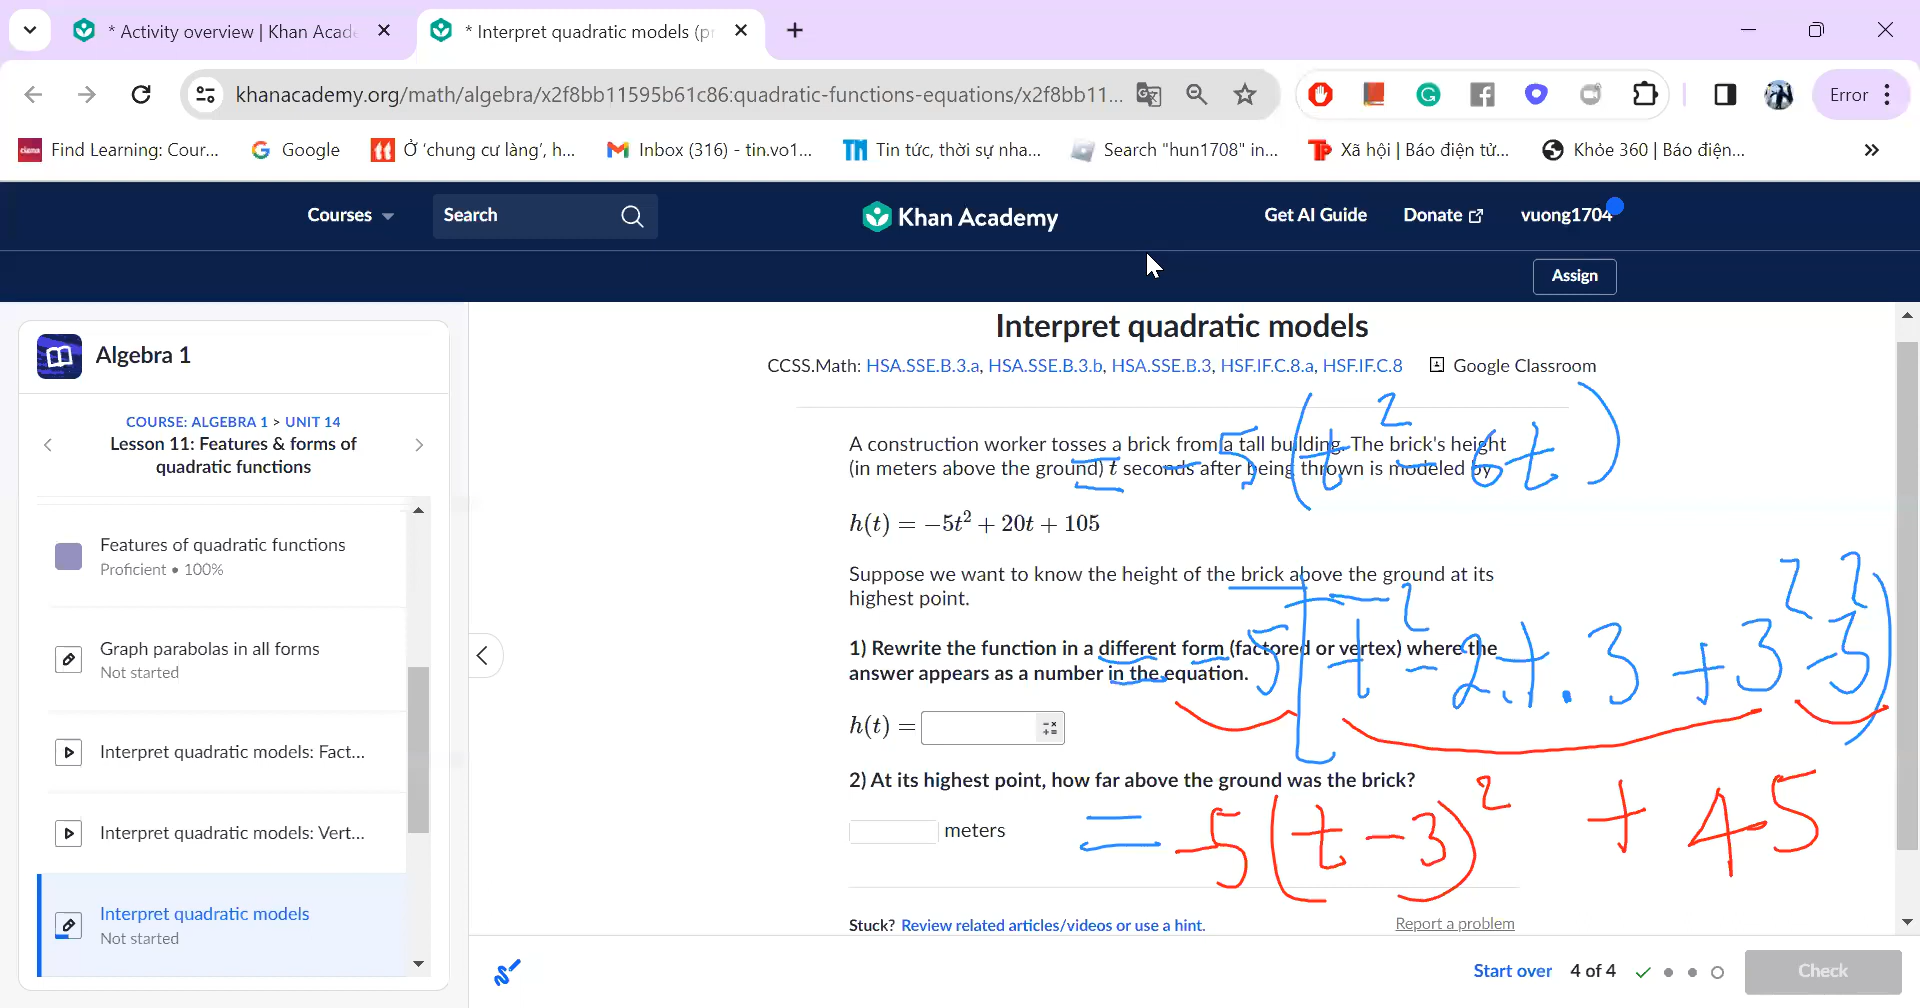 * Activity overview | Khan Acade
* Interpret quadratic models (pr
khanacademy.org/math/algebra/x2f8bb11595b61c86:quadratic-functions-equations/x2f8bb11...
Error
Find Learning: Cour...
Google
Ở 'chung cư làng', h...
Inbox (316) - tin.vo1...
Tin tức, thời sự nha...
Search "hun1708" in...
Xã hội | Báo điện tử...
Khỏe 360 | Báo điện...
Courses
Search
Khan Academy
Get AI Guide
Donate
vuong1704
Assign
Algebra 1
COURSE: ALGEBRA 1 > UNIT 14
Lesson 11: Features & forms of
quadratic functions
Features of quadratic functions
Proficient • 100%
Graph parabolas in all forms
Not started
Interpret quadratic models: Fact...
Interpret quadratic models: Vert...
Interpret quadratic models
Not started
Interpret quadratic models
CCSS.Math: HSA.SSE.B.3.a, HSA.SSE.B.3.b, HSA.SSE.B.3, HSF.IF.C.8.a, HSF.IF.C.8
Google Classroom
A construction worker tosses a brick from a tall building. The brick's height
(in meters above the ground) t seconds after being thrown is modeled by
= -5(t² - 6t)
h(t) = −5t² + 20t + 105
Suppose we want to know the height of the brick above the ground at its
highest point.
1) Rewrite the function in a different form (factored or vertex) where the
answer appears as a number in the equation.
= -5[t² - 2.t.3 + 3² - 3²)
h(t) =
2) At its highest point, how far above the ground was the brick?
meters
= -5(t - 3)² + 45
Stuck? Review related articles/videos or use a hint.
Report a problem
Start over
4 of 4
Check